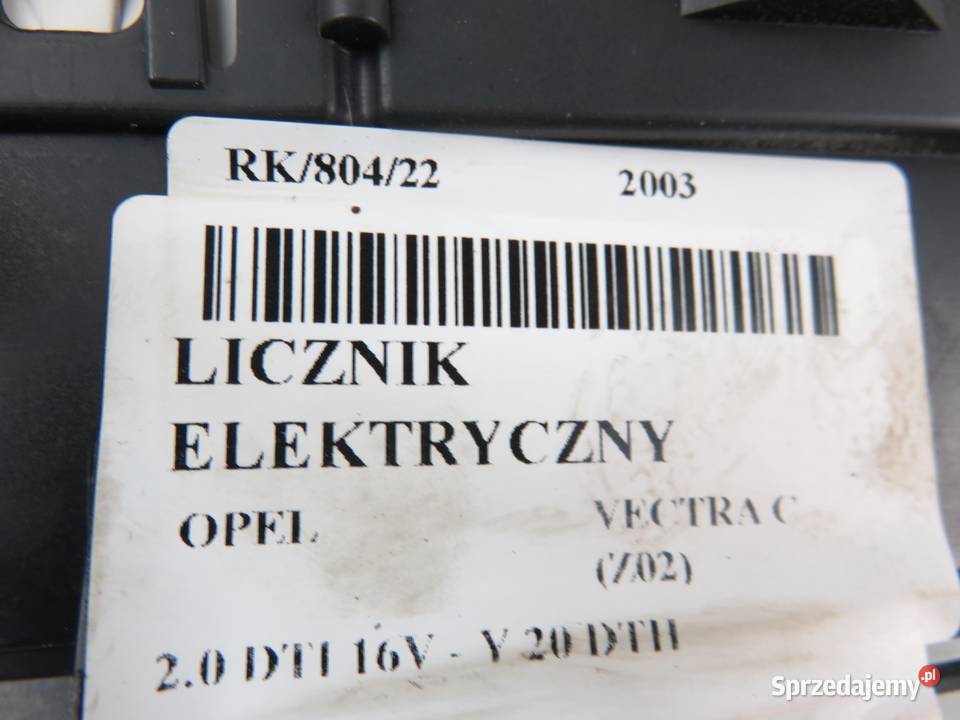 RK/804/22 2003
LICZNIK
ELEKTRYCZNY
OPEL VECTRA C
(Z02)
2.0 DTI 16V - Y 20 DTH
Sprzedajemy.pl